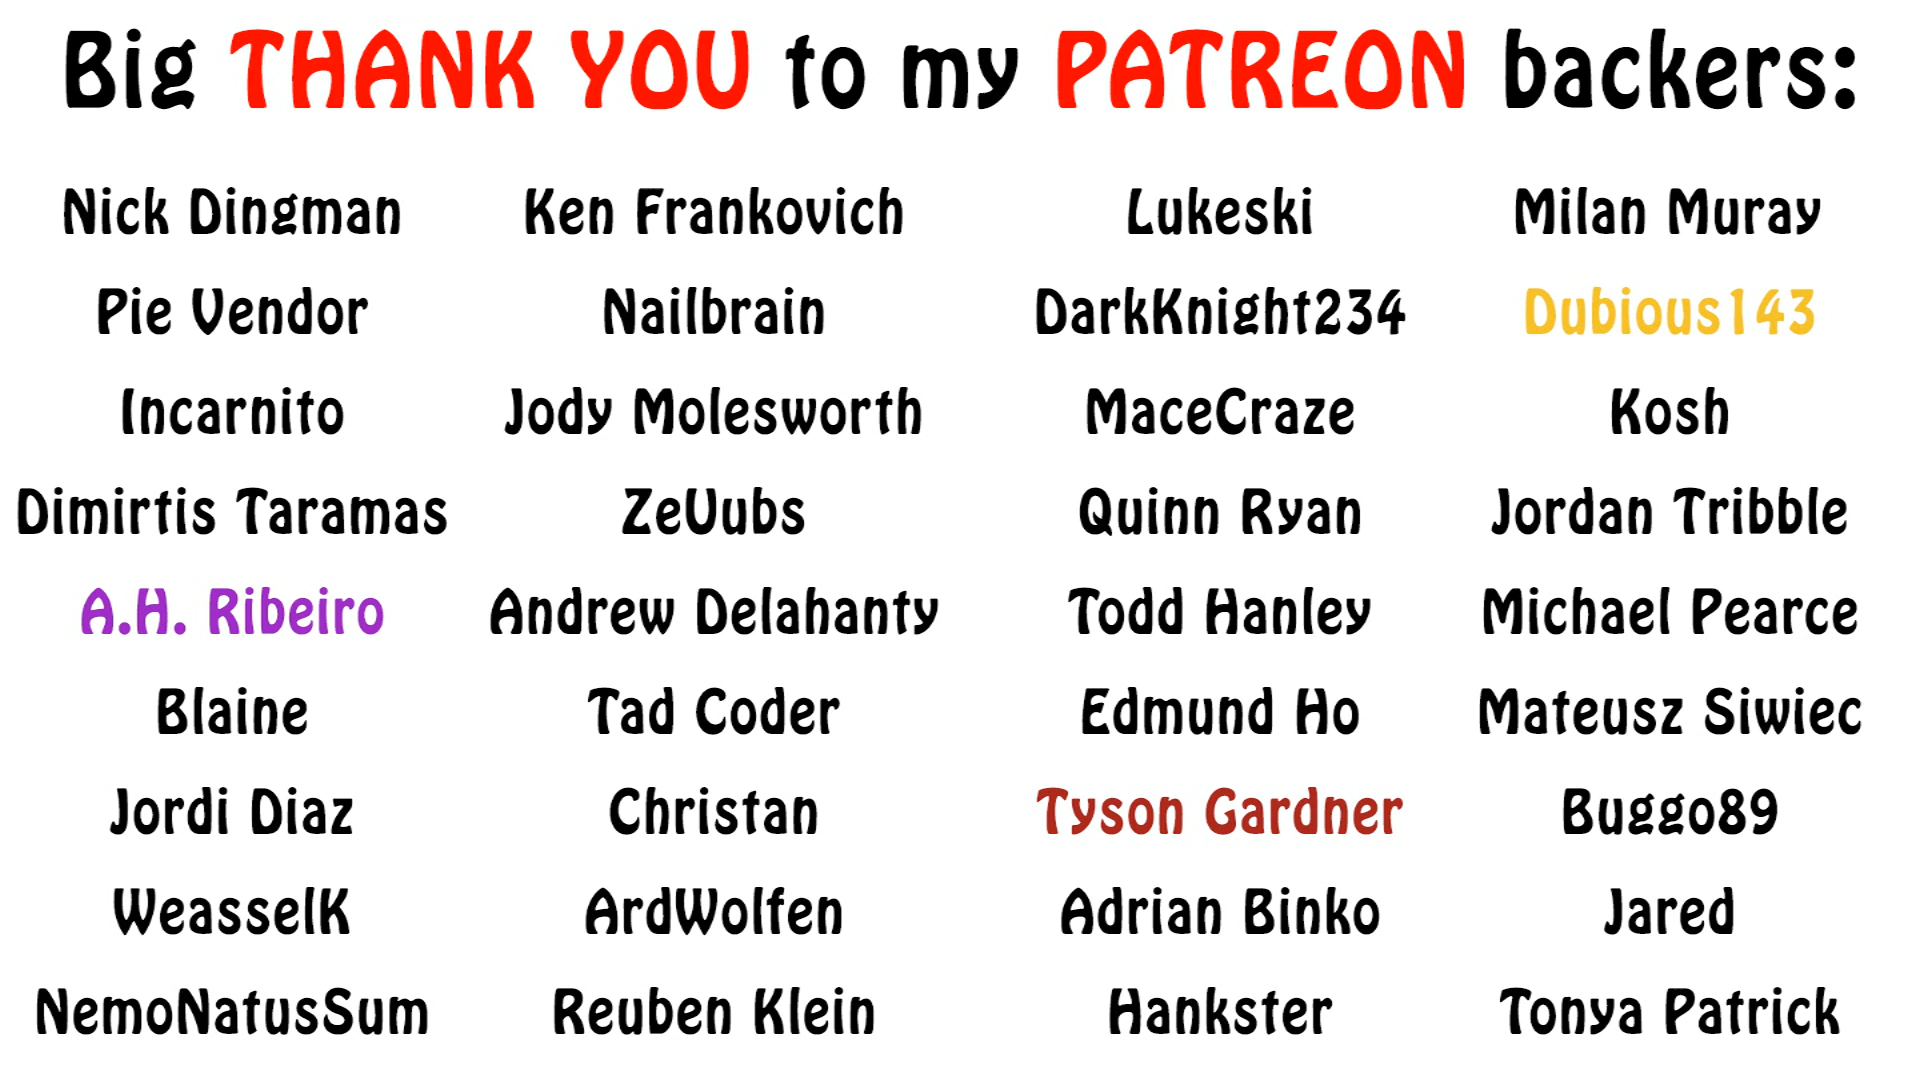 Big THANK YOU to my PATREON backers:
Nick Dingman Ken Frankovich Lukeski Milan Muray
Pie Vendor Nailbrain DarkKnight234 Dubious143
Incarnito Jody Molesworth MaceCraze Kosh
Dimirtis Taramas ZeUubs Quinn Ryan Jordan Tribble
A.H. Ribeiro Andrew Delahanty Todd Hanley Michael Pearce
Blaine Tad Coder Edmund Ho Mateusz Siwiec
Jordi Diaz Christan Tyson Gardner Buggo89
WeasselK ArdWolfen Adrian Binko Jared
NemoNatusSum Reuben Klein Hankster Tonya Patrick